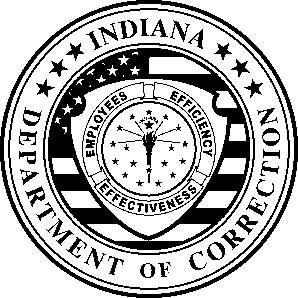 INDIANA
DEPARTMENT OF CORRECTION
EMPLOYEES
EFFICIENCY
EFFECTIVENESS